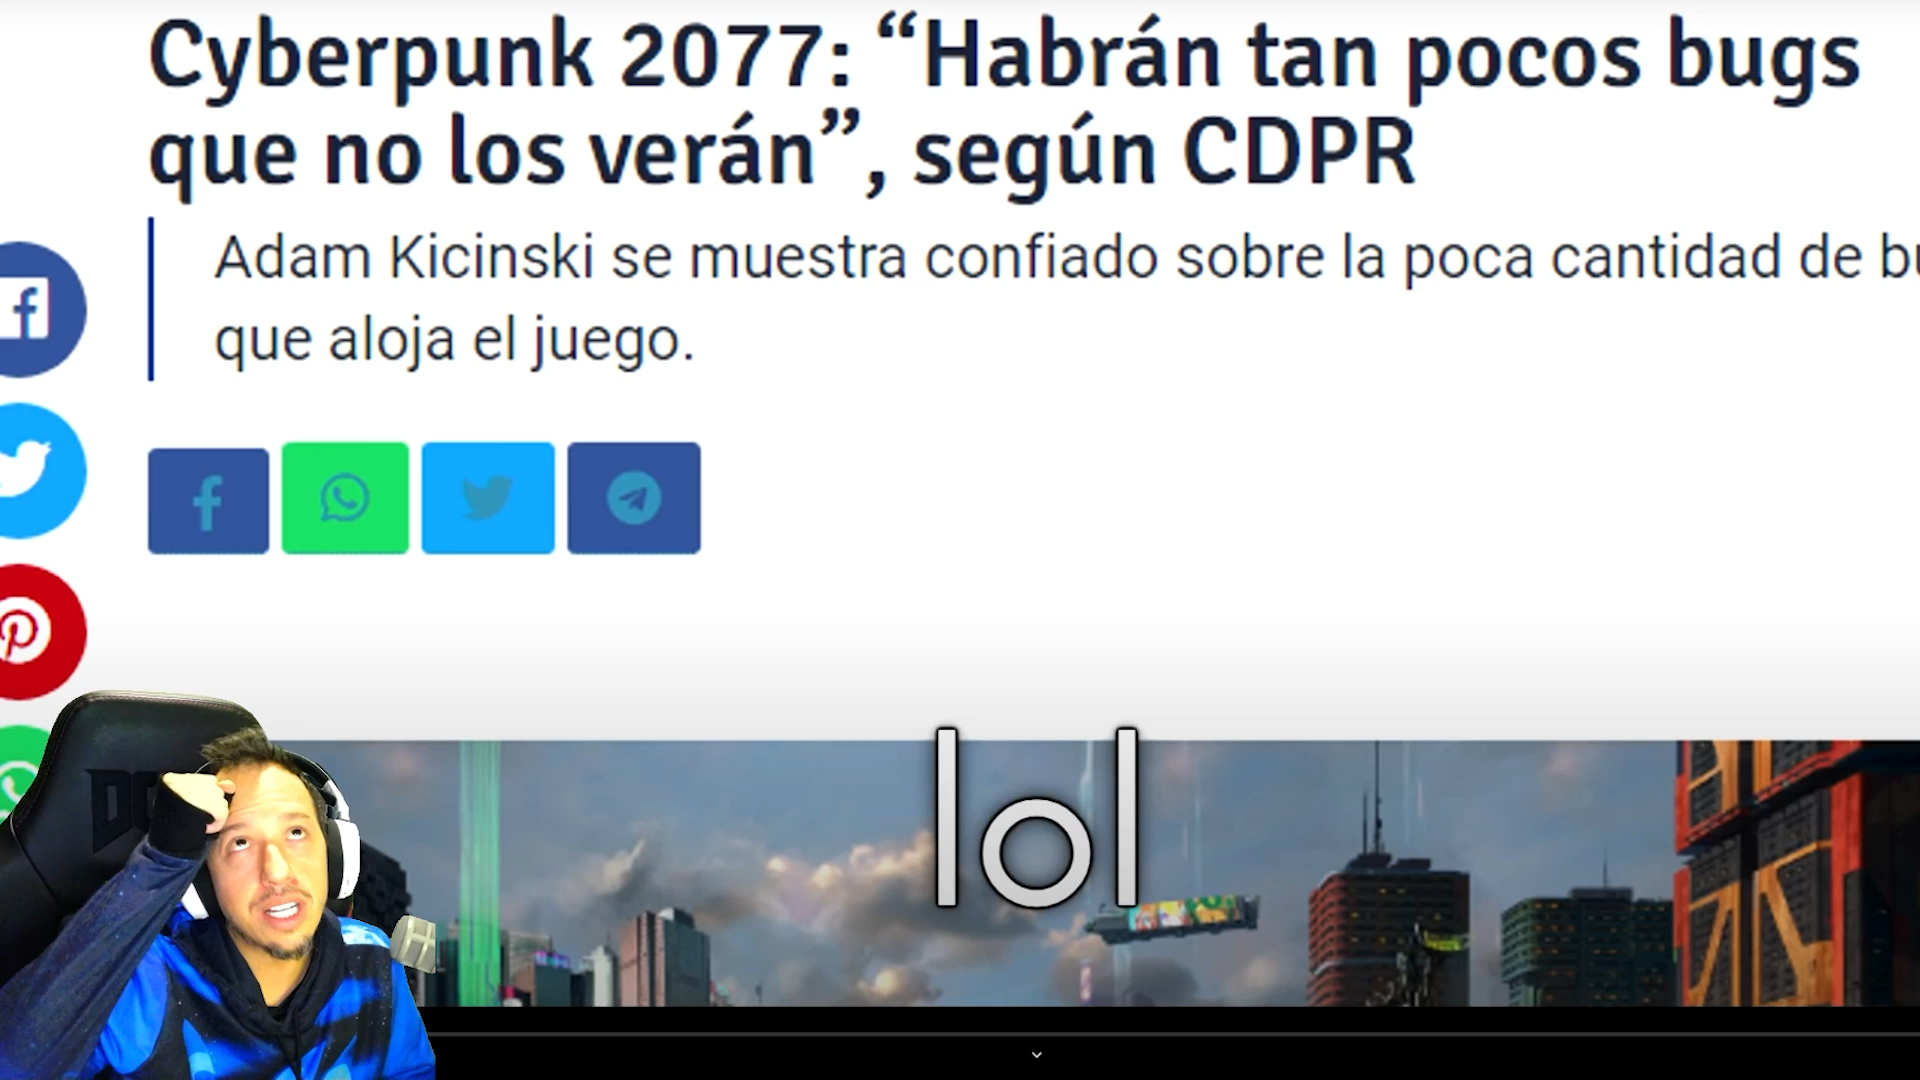 Cyberpunk 2077: “Habrán tan pocos bugs
que no los verán”, según CDPR
Adam Kicinski se muestra confiado sobre la poca cantidad de bu
que aloja el juego.
lol